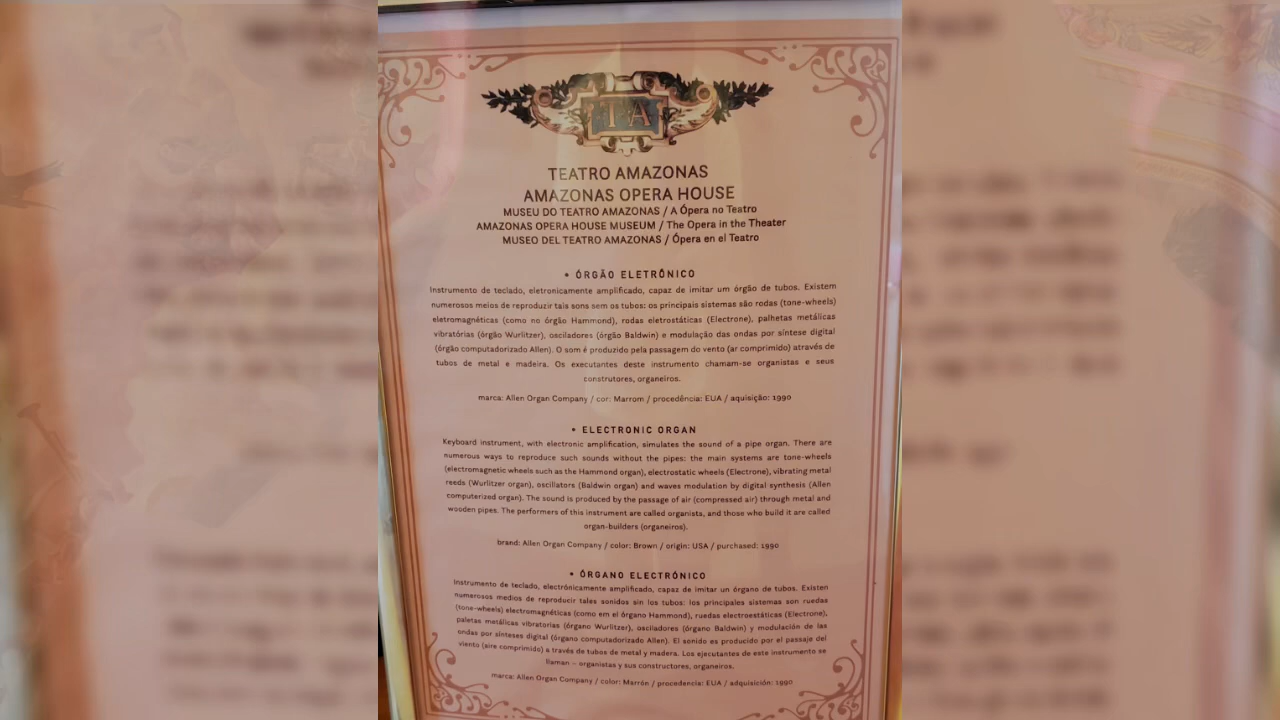 TA
TEATRO AMAZONAS
AMAZONAS OPERA HOUSE
MUSEU DO TEATRO AMAZONAS / A Ópera no Teatro
AMAZONAS OPERA HOUSE MUSEUM / The Opera in the Theater
MUSEO DEL TEATRO AMAZONAS / Ópera en el Teatro
• ÓRGÃO ELETRÔNICO
Instrumento de teclado, eletronicamente amplificado, capaz de imitar um órgão de tubos. Existem
numerosos meios de reproduzir tais sons sem os tubos: os principais sistemas são rodas (tone-wheels)
eletromagnéticas (como no órgão Hammond), rodas eletrostáticas (Electrone), palhetas metálicas
vibratórias (órgão Wurlitzer), osciladores (órgão Baldwin) e modulação das ondas por síntese digital
(órgão computadorizado Allen). O som é produzido pela passagem do vento (ar comprimido) através de
tubos de metal e madeira. Os executantes deste instrumento chamam-se organistas e seus
construtores, organeiros.
marca: Allen Organ Company / cor: Marrom / procedência: EUA / aquisição: 1990
• ELECTRONIC ORGAN
Keyboard instrument, with electronic amplification, simulates the sound of a pipe organ. There are
numerous ways to reproduce such sounds without the pipes: the main systems are tone-wheels
(electromagnetic wheels such as the Hammond organ), electrostatic wheels (Electrone), vibrating metal
reeds (Wurlitzer organ), oscillators (Baldwin organ) and waves modulation by digital synthesis (Allen
computerized organ). The sound is produced by the passage of air (compressed air) through metal and
wooden pipes. The performers of this instrument are called organists, and those who build it are called
organ-builders (organeiros).
brand: Allen Organ Company / color: Brown / origin: USA / purchased: 1990
• ÓRGANO ELECTRÓNICO
Instrumento de teclado, electrónicamente amplificado, capaz de imitar un órgano de tubos. Existen
numerosos medios de reproducir tales sonidos sin los tubos: los principales sistemas son ruedas
(tone-wheels) electromagnéticas (como em el órgano Hammond), ruedas electroestáticas (Electrone),
paletas metálicas vibratorias (órgano Wurlitzer), osciladores (órgano Baldwin) y modulación de las
ondas por sínteses digital (órgano computadorizado Allen). El sonido es producido por el passaje del
viento (aire comprimido) a través de tubos de metal y madera. Los ejecutantes de este instrumento se
llaman – organistas y sus constructores, organeiros.
marca: Allen Organ Company / color: Marrón / procedencia: EUA / adquisición: 1990